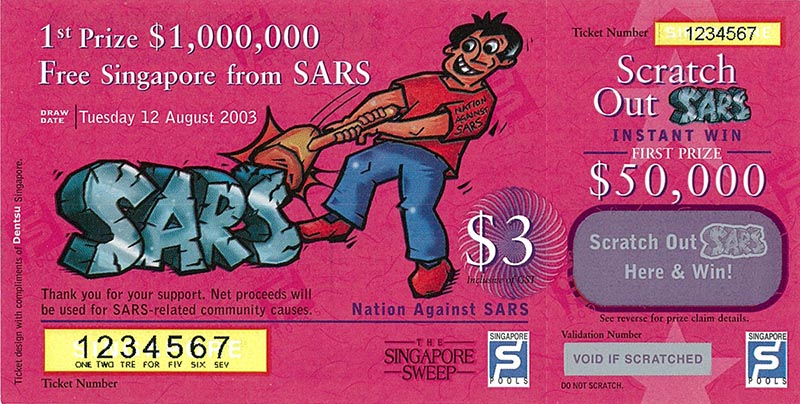 1st Prize $1,000,000
Free Singapore from SARS
DRAW DATE
Tuesday 12 August 2003
NATION
AGAINST
SARS
SARS
$3
Inclusive of GST
Thank you for your support. Net proceeds will
be used for SARS-related community causes.
Nation Against SARS
1234567
ONE TWO TRE FOR FIV SIX SEV
Ticket Number
THE
SINGAPORE
SWEEP
SINGAPORE
POOLS
Ticket design with compliments of Dentsu Singapore.
Ticket Number
1234567
Scratch
Out SARS
INSTANT WIN
FIRST PRIZE
$50,000
Scratch Out SARS
Here & Win!
See reverse for prize claim details.
Validation Number
VOID IF SCRATCHED
DO NOT SCRATCH.
SINGAPORE
POOLS